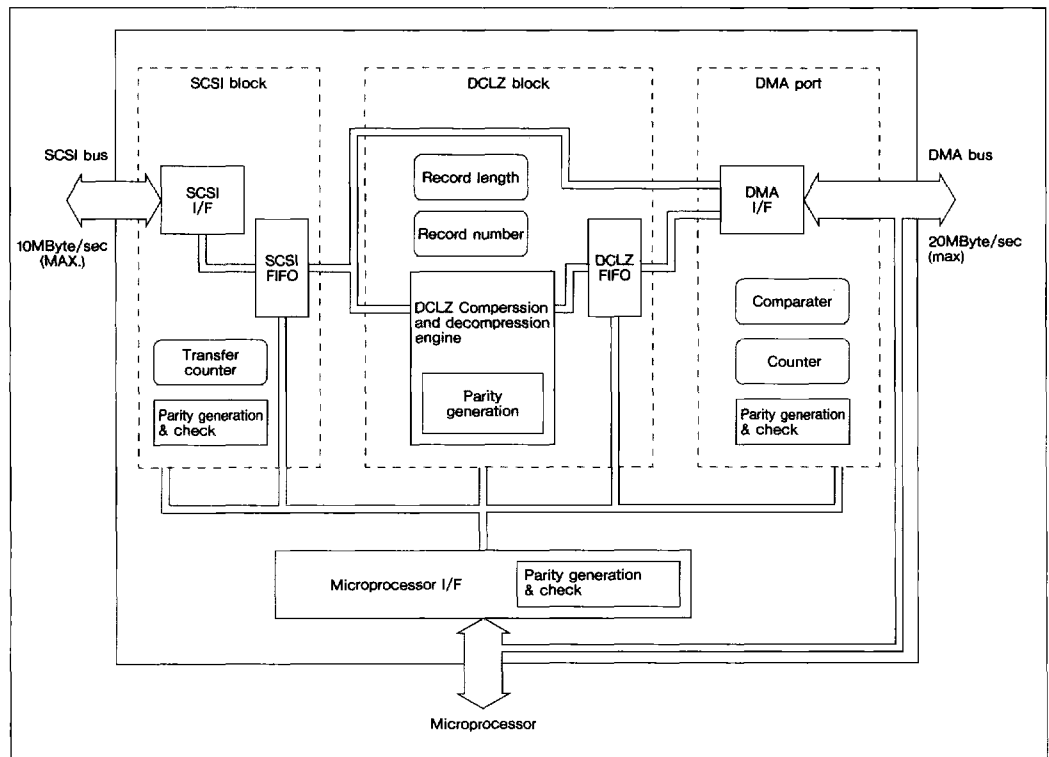 SCSI block
DCLZ block
DMA port
SCSI bus
DMA bus
10MByte/sec
(MAX.)
20MByte/sec
(max)
SCSI
I/F
SCSI
FIFO
Transfer
counter
Parity generation
& check
Record length
Record number
DCLZ Comperssion
and decompression
engine
Parity
generation
DCLZ
FIFO
DMA
I/F
Comparater
Counter
Parity generation
& check
Microprocessor I/F
Parity generation
& check
Microprocessor